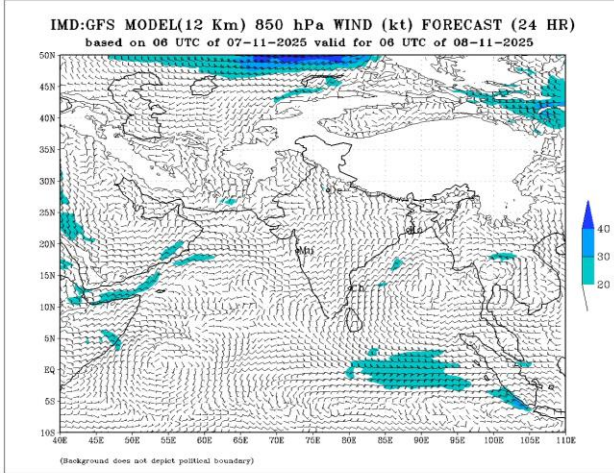 IMD:GFS MODEL(12 Km) 850 hPa WIND (kt) FORECAST (24 HR)
based on 06 UTC of 07-11-2025 valid for 06 UTC of 08-11-2025
50N
45N
40N
35N
30N
25N
20N
15N
10N
5N
EQ
5S
10S
Mu
Ch
40
30
20
40E 45E 50E 55E 60E 65E 70E 75E 80E 85E 90E 95E 100E 105E 110E
(Background does not depict political boundary)